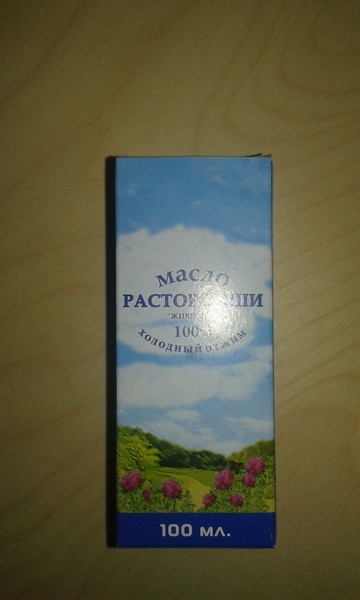 Масло
РАСТОРОПШИ
100%
холодный отжим
100 мл.